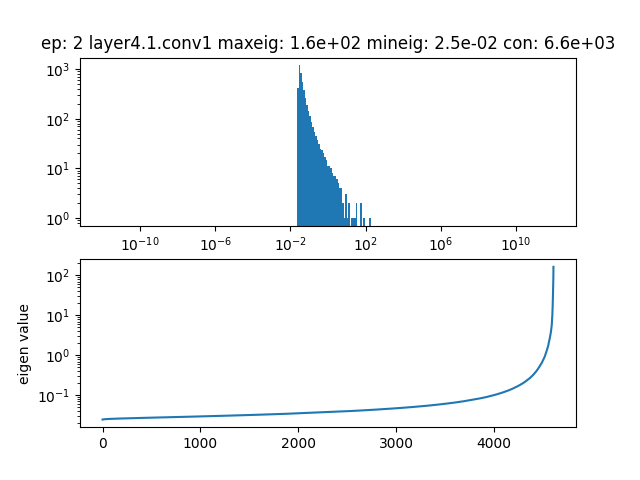 ep: 2 layer4.1.conv1 maxeig: 1.6e+02 mineig: 2.5e-02 con: 6.6e+03
10³
10²
10¹
10⁰
10⁻¹⁰ 10⁻⁶ 10⁻² 10² 10⁶ 10¹⁰
eigen value
10²
10¹
10⁰
10⁻¹
0 1000 2000 3000 4000